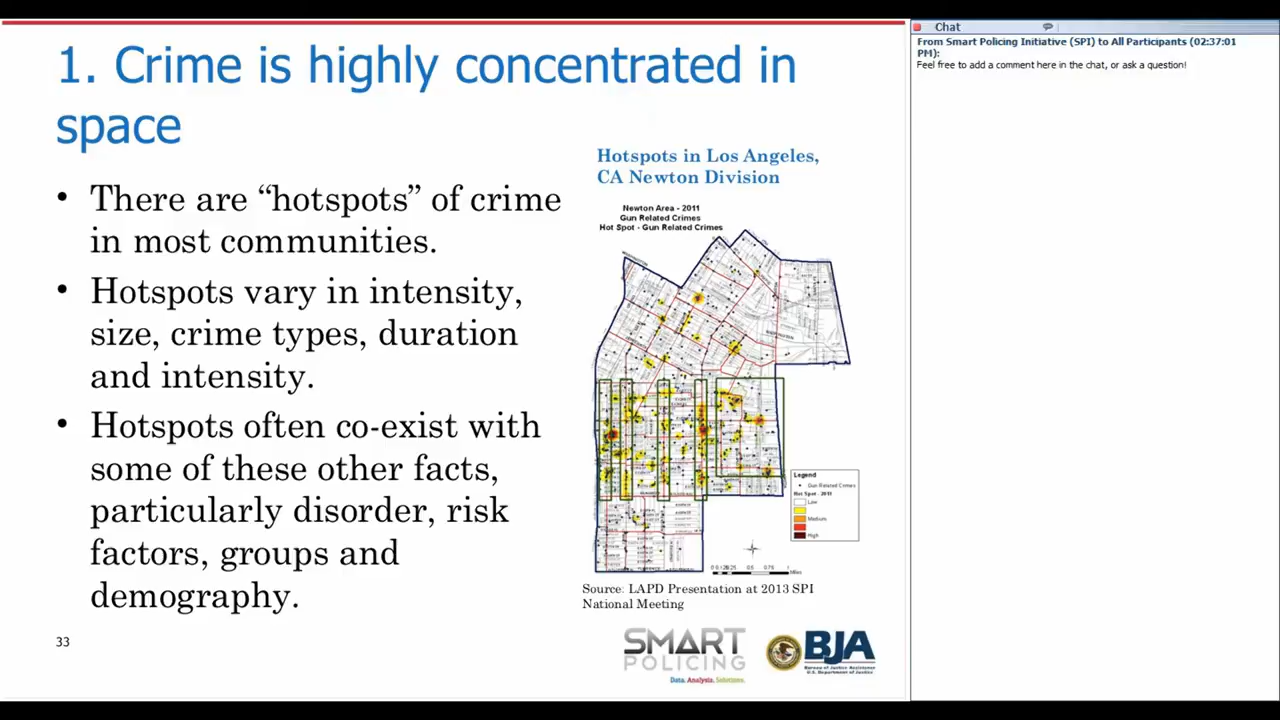 1. Crime is highly concentrated in
space
• There are “hotspots” of crime
in most communities.
• Hotspots vary in intensity,
size, crime types, duration
and intensity.
• Hotspots often co-exist with
some of these other facts,
particularly disorder, risk
factors, groups and
demography.
33
Hotspots in Los Angeles,
CA Newton Division
Newton Area - 2011
Gun Related Crimes
Hot Spot - Gun Related Crimes
Legend
Gun Related Crimes
Hot Spot - 2011
Low
Medium
High
Miles
Source: LAPD Presentation at 2013 SPI
National Meeting
SMART
POLICING
Data. Analysis. Solutions.
BJA
Bureau of Justice Assistance
U.S. Department of Justice
Chat
From Smart Policing Initiative (SPI) to All Participants (02:37:01
PM):
Feel free to add a comment here in the chat, or ask a question!